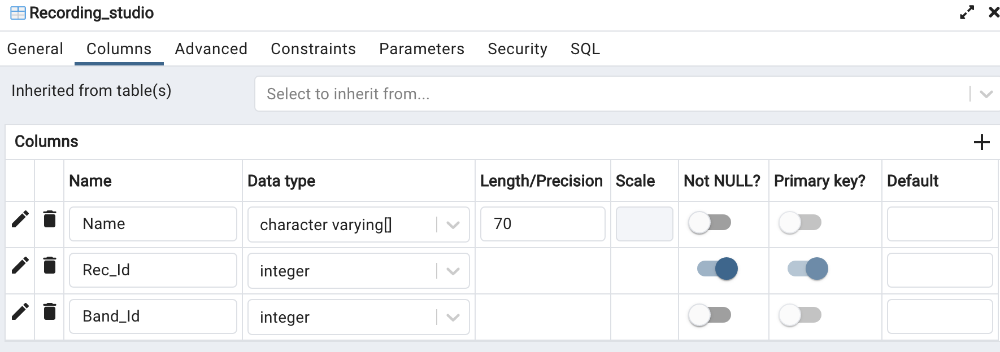 Recording_studio
General Columns Advanced Constraints Parameters Security SQL
Inherited from table(s) Select to inherit from...
Columns
Name Data type Length/Precision Scale Not NULL? Primary key? Default
Name character varying[] 70
Rec_Id integer
Band_Id integer